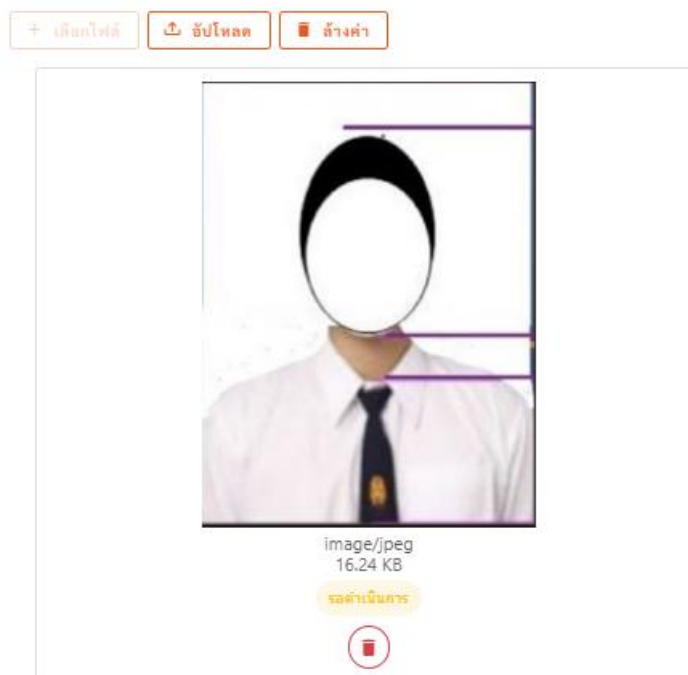 + เลือกไฟล์
อัปโหลด
ล้างค่า
image/jpeg
16.24 KB
รอดำเนินการ